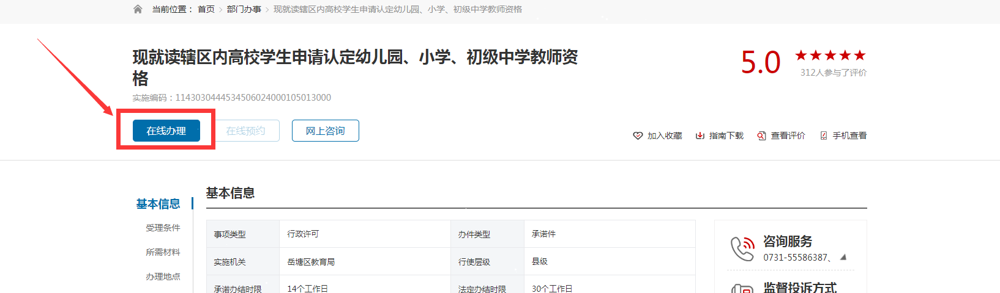 当前位置： 首页 > 部门办事 > 现就读辖区内高校学生申请认定幼儿园、小学、初级中学教师资格
现就读辖区内高校学生申请认定幼儿园、小学、初级中学教师资
格
实施编码：11430304445345060240001050​13000
5.0
312人参与了评价
在线办理 在线预约 网上咨询
加入收藏 指南下载 查看评价 手机查看
基本信息
受理条件
所需材料
办理地点
基本信息
事项类型 行政许可 办件类型 承诺件
实施机关 岳塘区教育局 行使层级 县级
承诺办结时限 14个工作日 法定办结时限 30个工作日
咨询服务
0731-55586387、
监督投诉方式